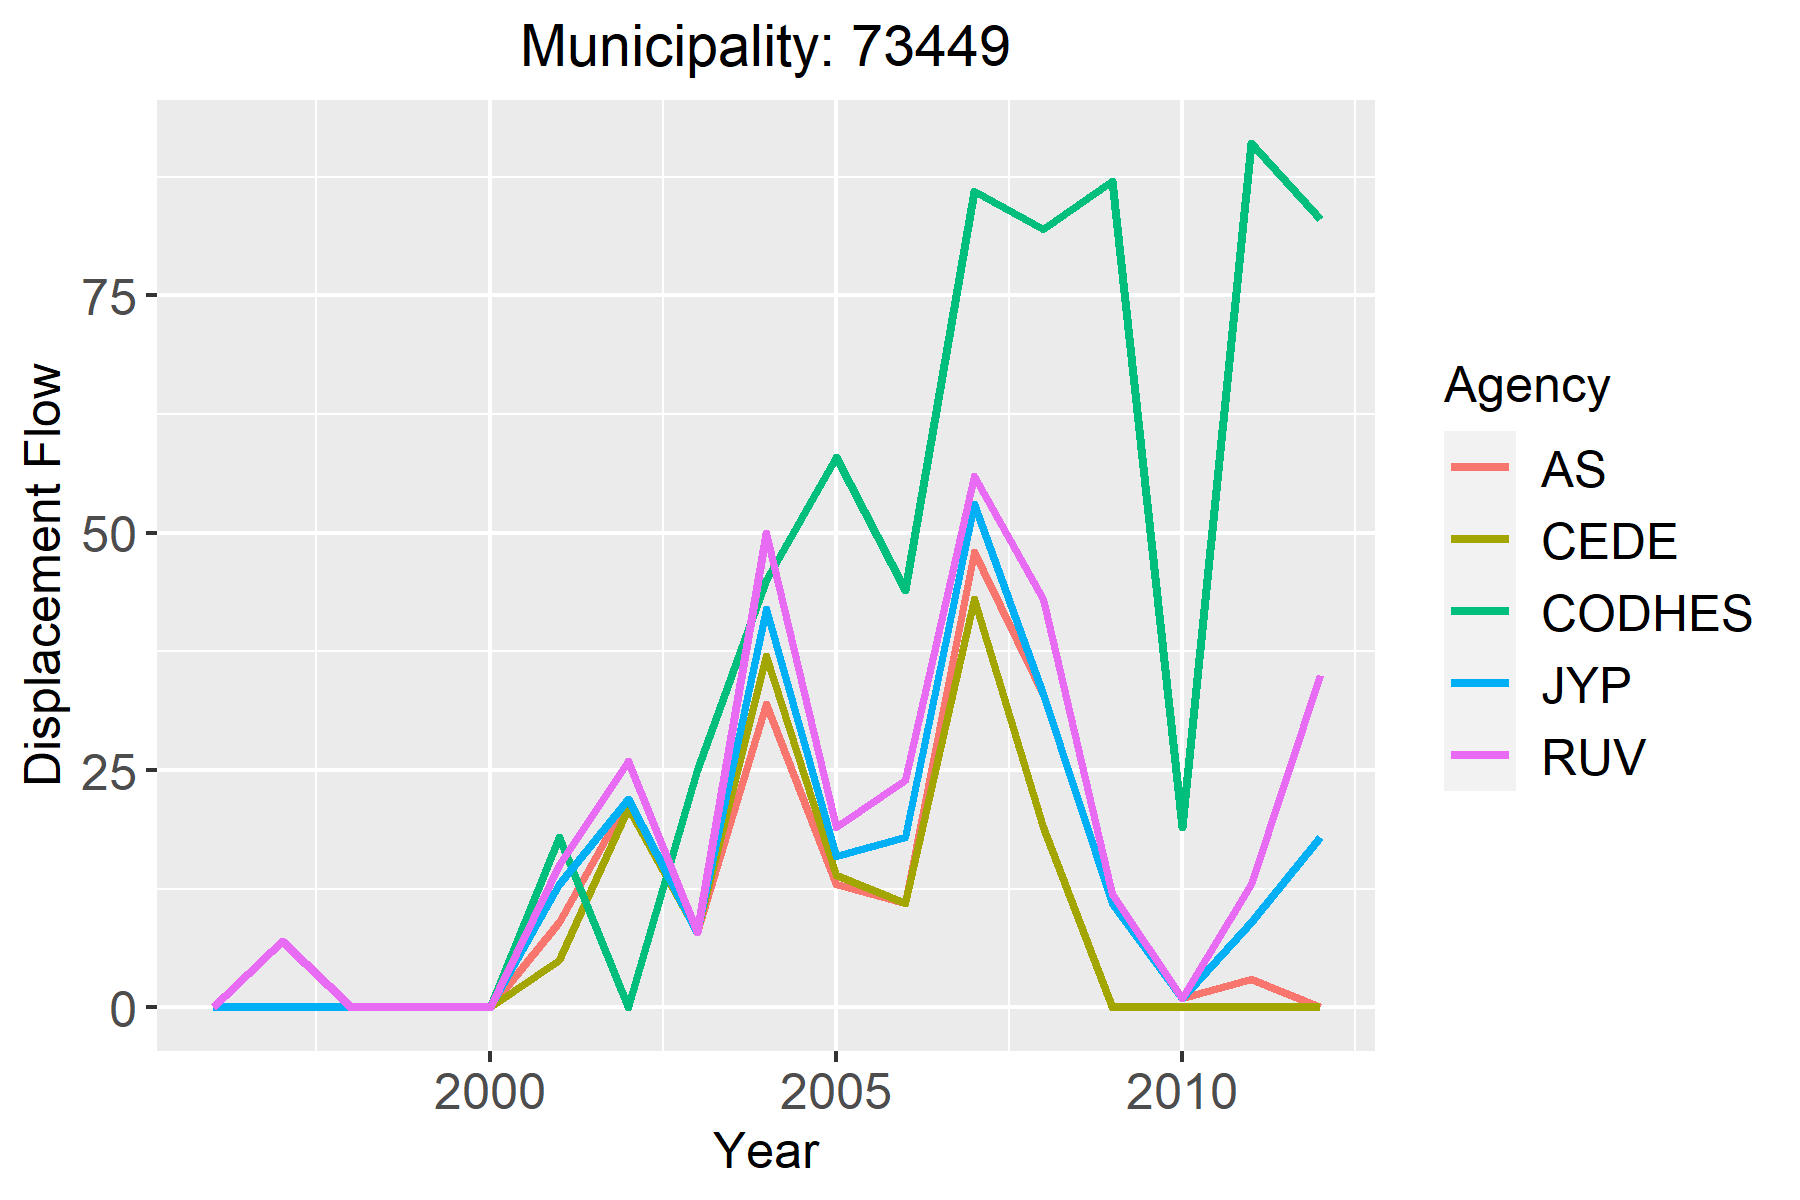 Municipality: 73449
Displacement Flow
75
50
25
0
2000 2005 2010
Year
Agency
AS
CEDE
CODHES
JYP
RUV